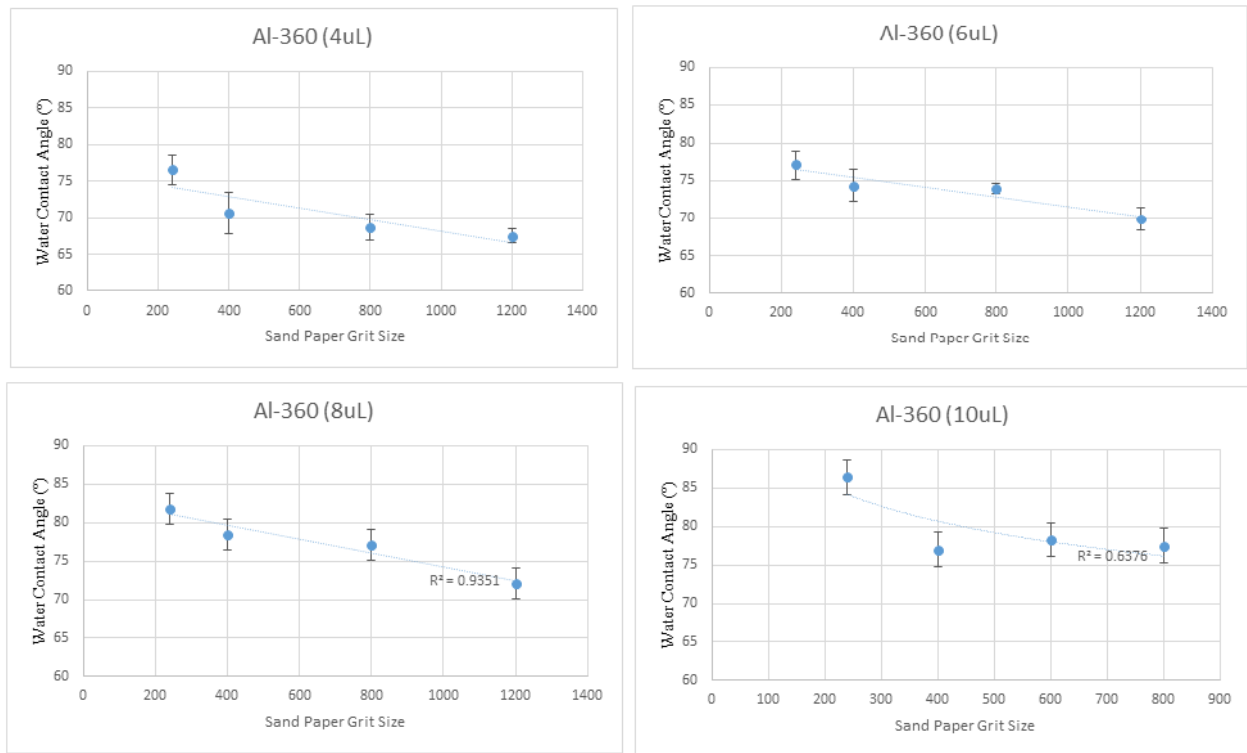 Al-360 (4uL)
Water Contact Angle (º)
90
85
80
75
70
65
60
0 200 400 600 800 1000 1200 1400
Sand Paper Grit Size
Al-360 (6uL)
Water Contact Angle (º)
90
85
80
75
70
65
60
0 200 400 600 800 1000 1200 1400
Sand Paper Grit Size
Al-360 (8uL)
Water Contact Angle (º)
90
85
80
75
70
65
60
R² = 0.9351
0 200 400 600 800 1000 1200 1400
Sand Paper Grit Size
Al-360 (10uL)
Water Contact Angle (º)
90
85
80
75
70
65
60
R² = 0.6376
0 100 200 300 400 500 600 700 800 900
Sand Paper Grit Size